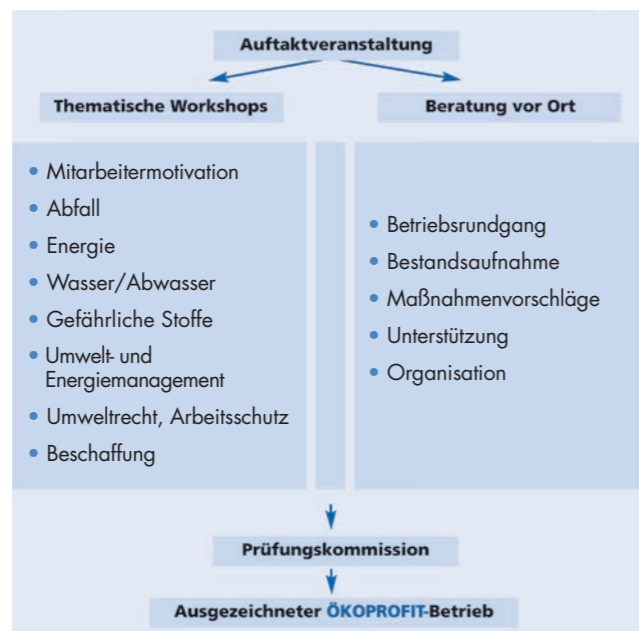 Auftaktveranstaltung
Thematische Workshops
Beratung vor Ort
• Mitarbeitermotivation
• Abfall
• Energie
• Wasser/Abwasser
• Gefährliche Stoffe
• Umwelt- und
Energiemanagement
• Umweltrecht, Arbeitsschutz
• Beschaffung
• Betriebsrundgang
• Bestandsaufnahme
• Maßnahmenvorschläge
• Unterstützung
• Organisation
Prüfungskommission
Ausgezeichneter ÖKOPROFIT-Betrieb